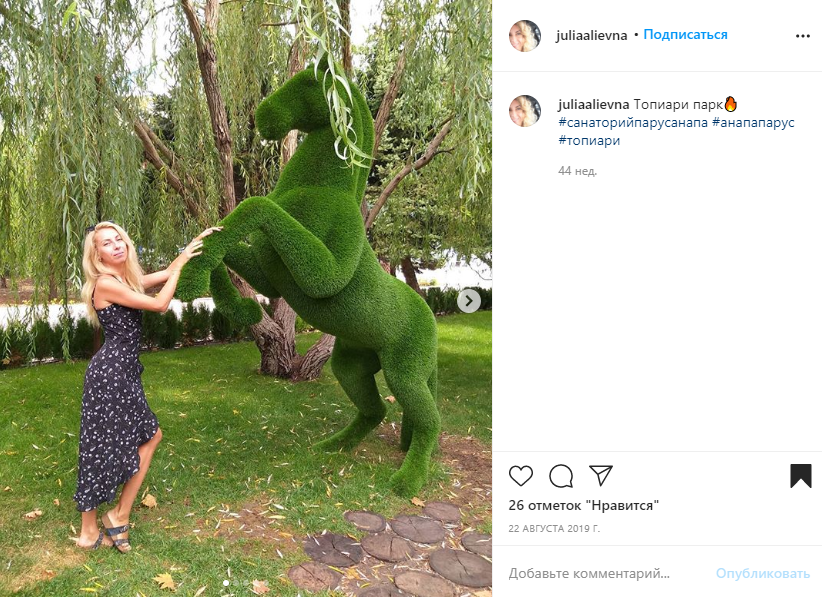 juliaalievna • Подписаться
juliaalievna Топиари парк🔥
#санаторийпарусанапа #анапапарус
#топиари
44 нед.
26 отметок "Нравится"
22 АВГУСТА 2019 Г.
Добавьте комментарий... Опубликовать